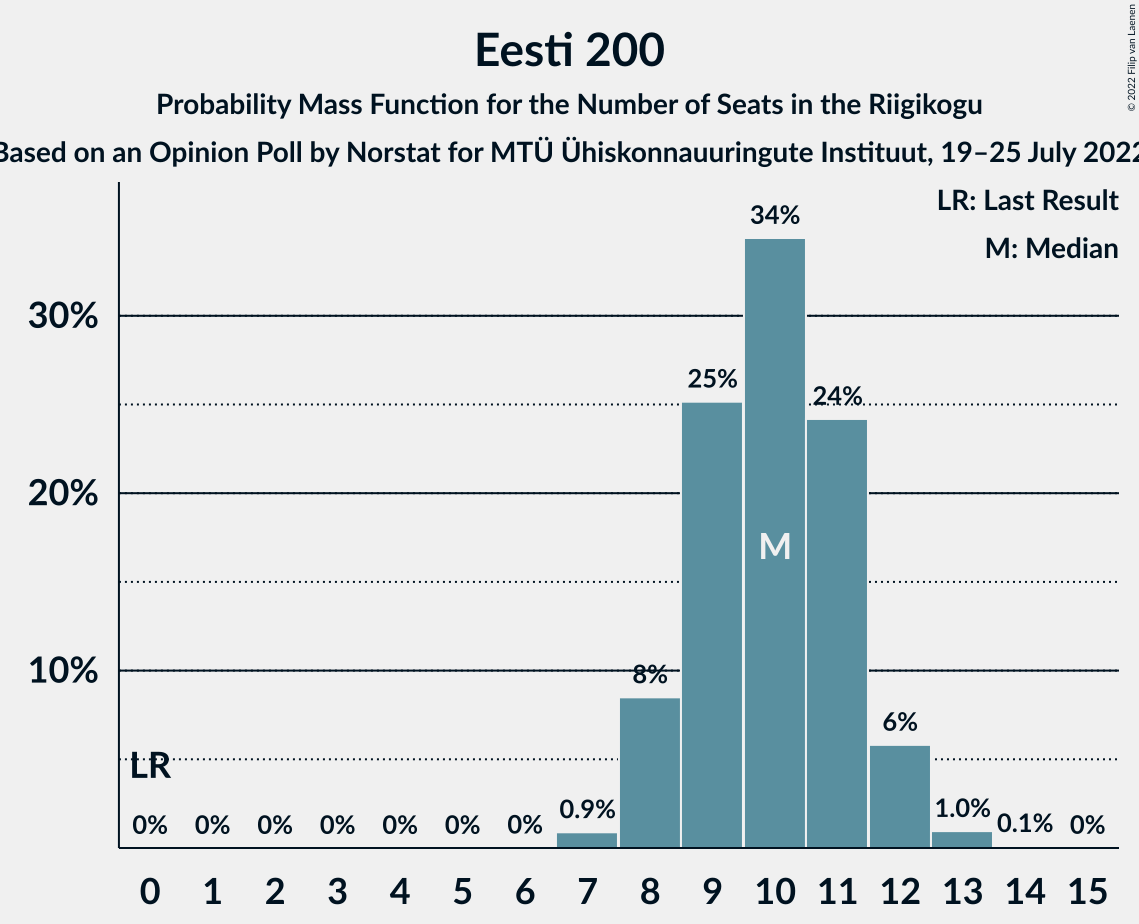 Eesti 200
Probability Mass Function for the Number of Seats in the Riigikogu
Based on an Opinion Poll by Norstat for MTÜ Ühiskonnauuringute Instituut, 19–25 July 2022
© 2022 Filip van Laenen
LR: Last Result
M: Median
34%
30%
25%
24%
20%
M
10%
8%
6%
LR
0% 0% 0% 0% 0% 0% 0% 0.9% 1.0% 0.1% 0%
0 1 2 3 4 5 6 7 8 9 10 11 12 13 14 15